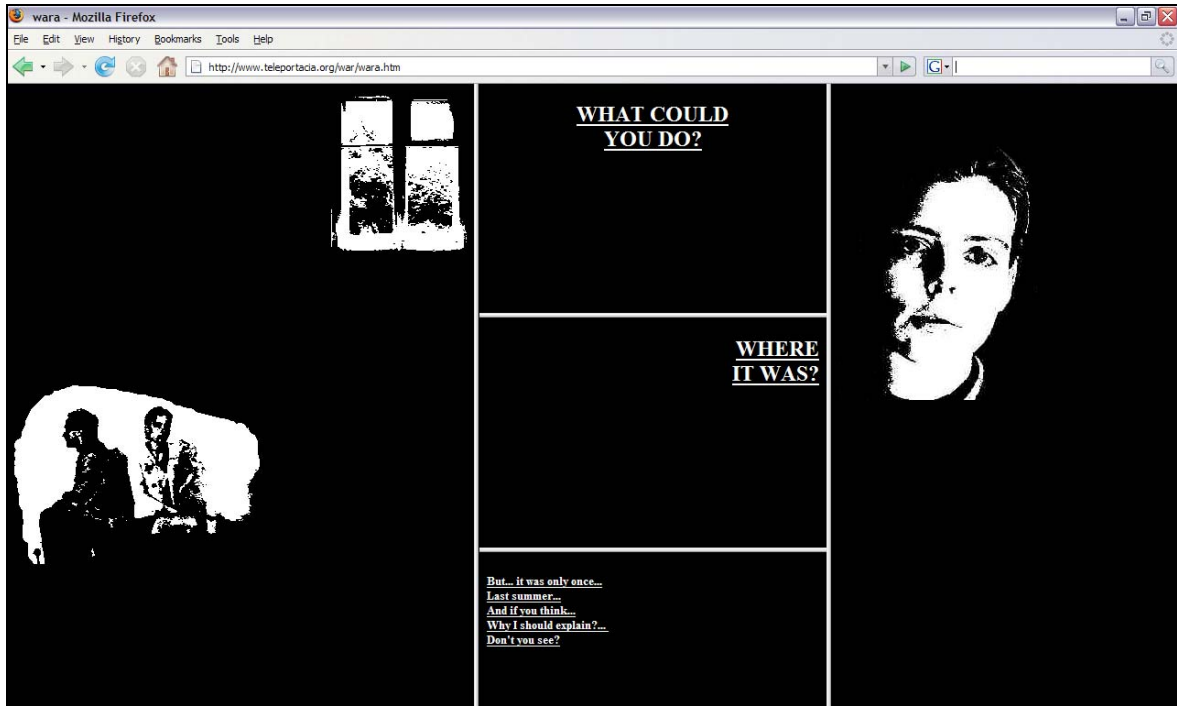 wara - Mozilla Firefox
File Edit View History Bookmarks Tools Help
http://www.teleportacia.org/war/wara.htm G
WHAT COULD
YOU DO?
WHERE
IT WAS?
But... it was only once...
Last summer...
And if you think...
Why I should explain?...
Don't you see?